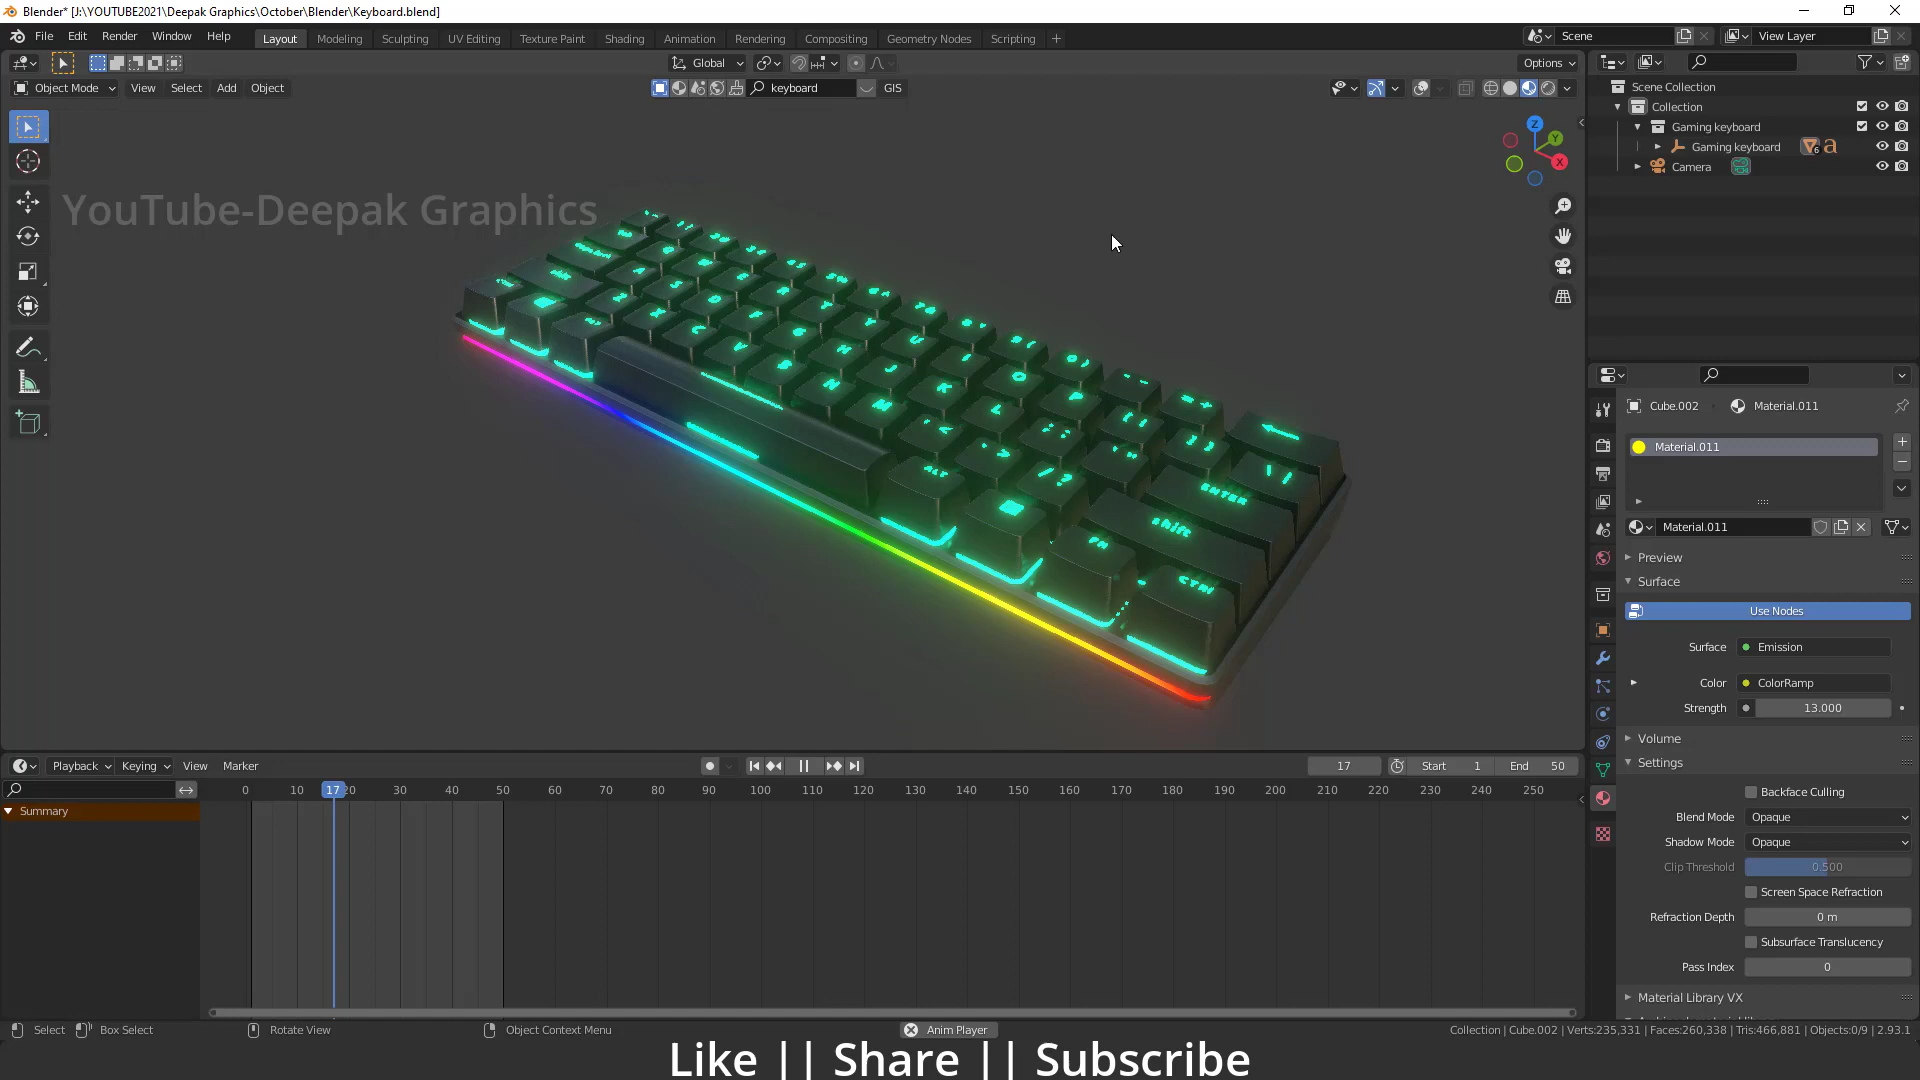 Blender* [J:\YOUTUBE2021\Deepak Graphics\October\Blender\Keyboard.blend]
File Edit Render Window Help Layout Modeling Sculpting UV Editing Texture Paint Shading Animation Rendering Compositing Geometry Nodes Scripting + Scene View Layer
Global Options
Object Mode View Select Add Object keyboard GIS
Scene Collection
Collection
Gaming keyboard
Gaming keyboard 6
Camera
Z
Y
X
YouTube-Deepak Graphics
ALT
ENTER
shift
FN
CTRl
Cube.002 Material.011
Material.011
Material.011
Preview
Surface
Use Nodes
Surface Emission
Color ColorRamp
Strength 13.000
Volume
Settings
Backface Culling
Blend Mode Opaque
Shadow Mode Opaque
Clip Threshold 0.500
Screen Space Refraction
Refraction Depth 0 m
Subsurface Translucency
Pass Index 0
Material Library VX
Playback Keying View Marker 17 Start 1 End 50
0 10 17 20 30 40 50 60 70 80 90 100 110 120 130 140 150 160 170 180 190 200 210 220 230 240 250
Summary
Select Box Select Rotate View Object Context Menu Anim Player Collection | Cube.002 | Verts:235,331 | Faces:260,338 | Tris:466,881 | Objects:0/9 | 2.93.1
Like || Share || Subscribe